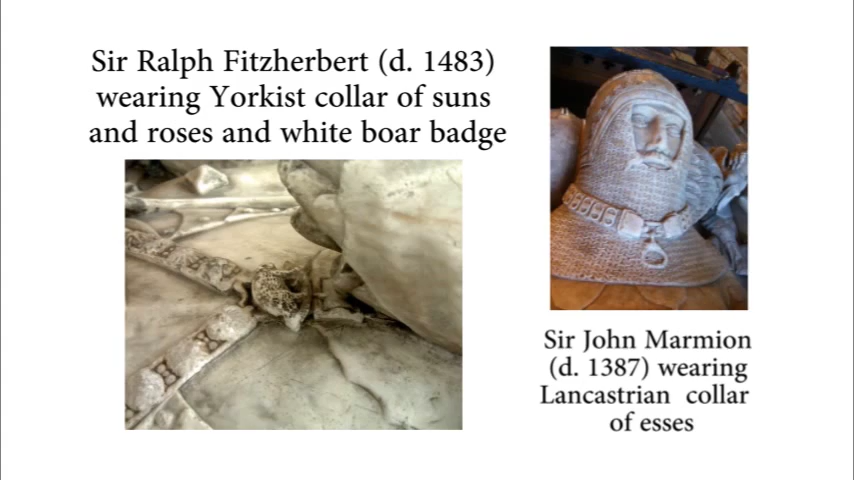 Sir Ralph Fitzherbert (d. 1483)
wearing Yorkist collar of suns
and roses and white boar badge
Sir John Marmion
(d. 1387) wearing
Lancastrian collar
of esses